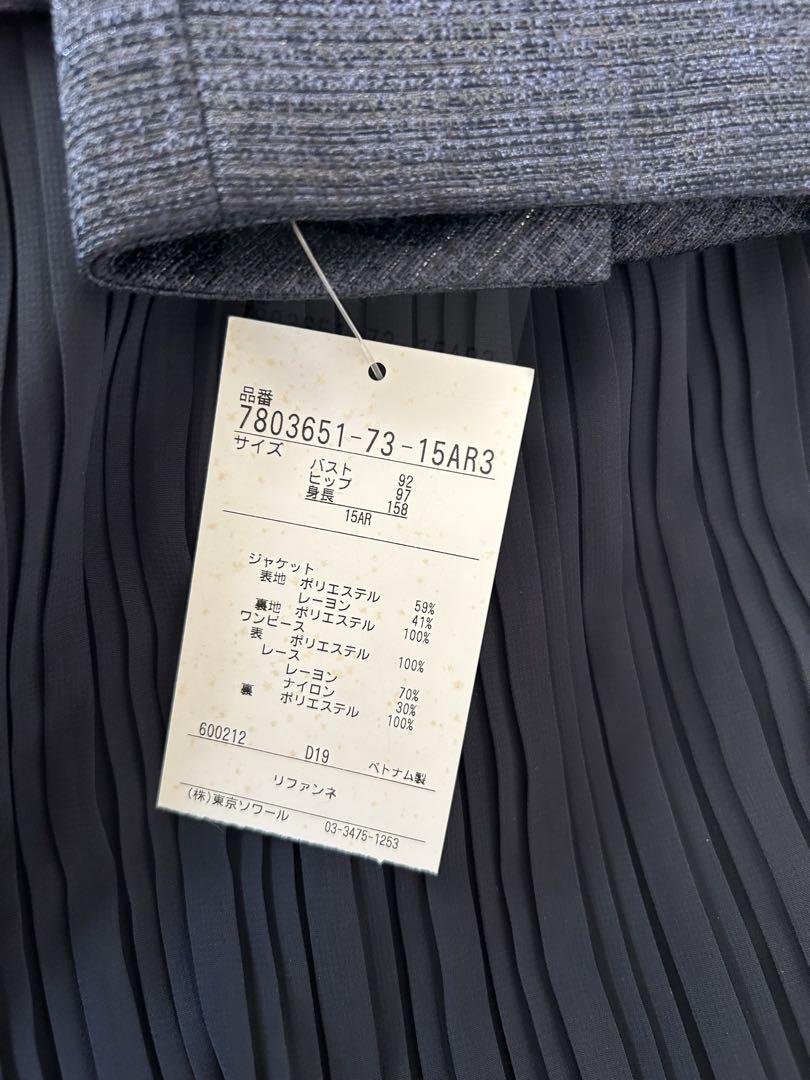 品番
7803651-73-15AR3
サイズ
バスト 92
ヒップ 97
身長 158
15AR
ジャケット
表地 ポリエステル 59%
レーヨン 41%
裏地 ポリエステル 100%
ワンピース
表 ポリエステル 100%
レース
レーヨン 70%
ナイロン 30%
裏 ポリエステル 100%
600212 D19 ベトナム製
リファンネ
(株)東京ソワール 03-3475-1253